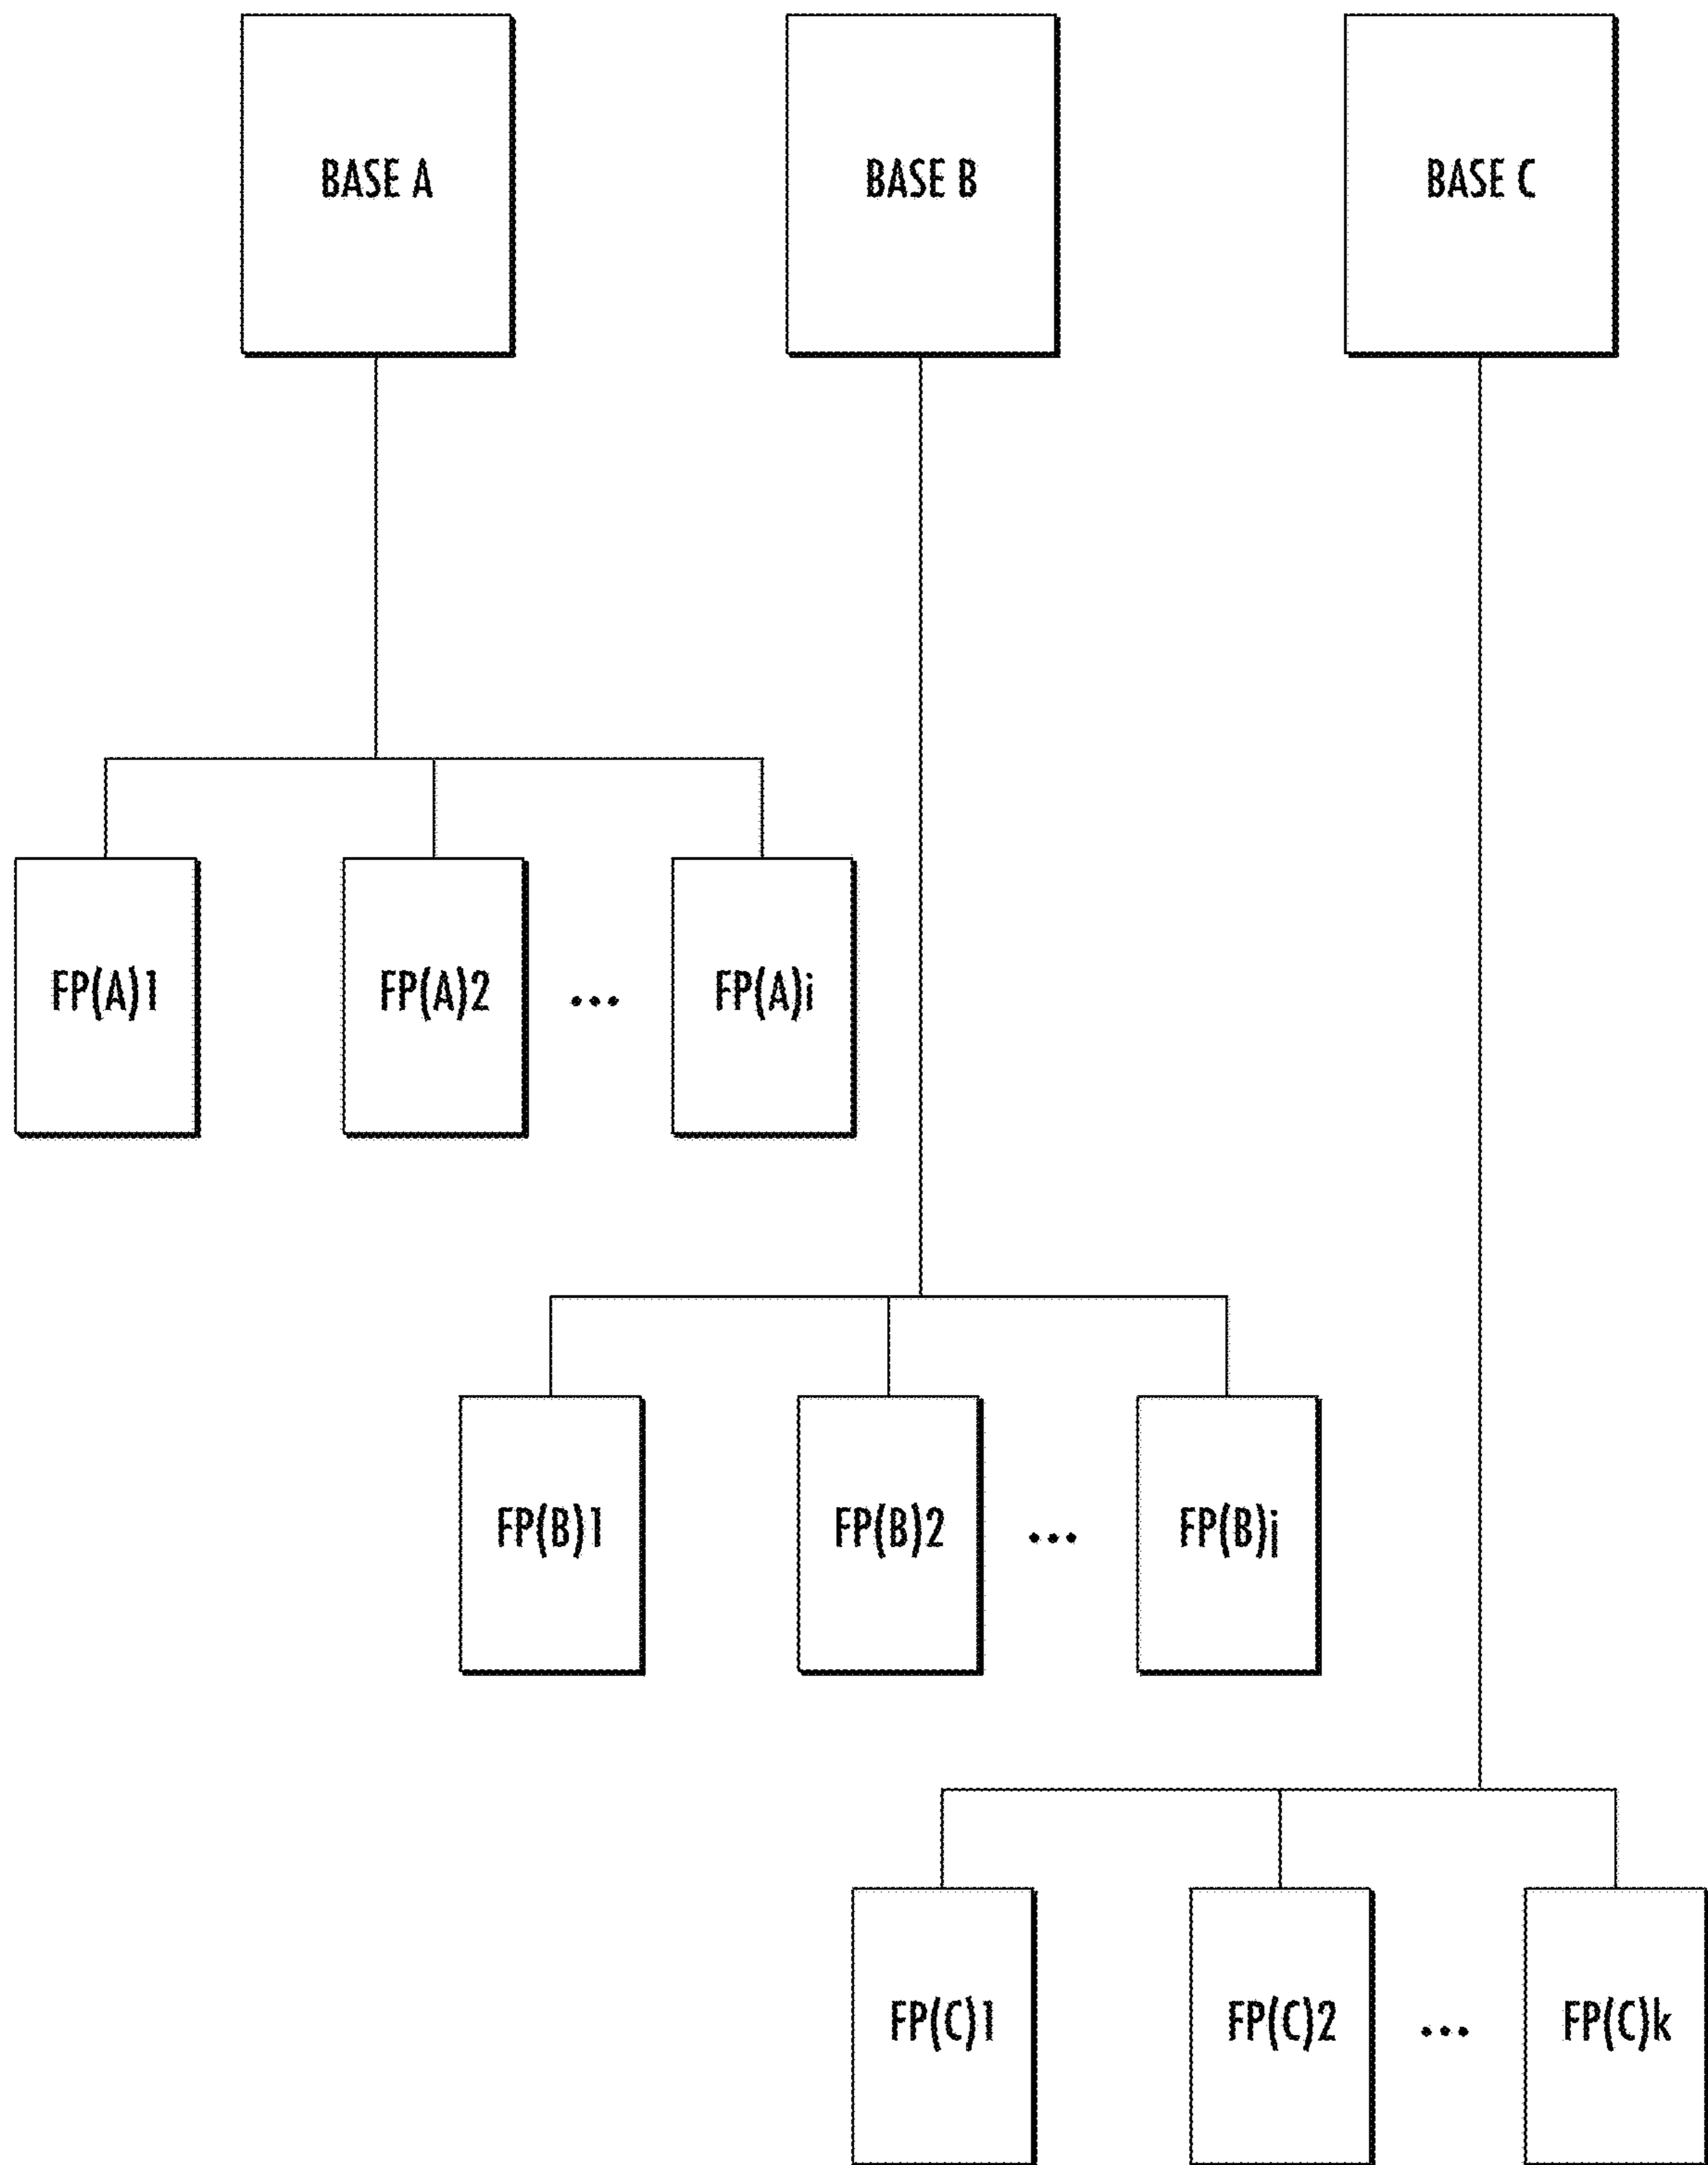 BASE A
BASE B
BASE C
FP(A)1
FP(A)2
...
FP(A)i
FP(B)1
FP(B)2
...
FP(B)j
FP(C)1
FP(C)2
...
FP(C)k